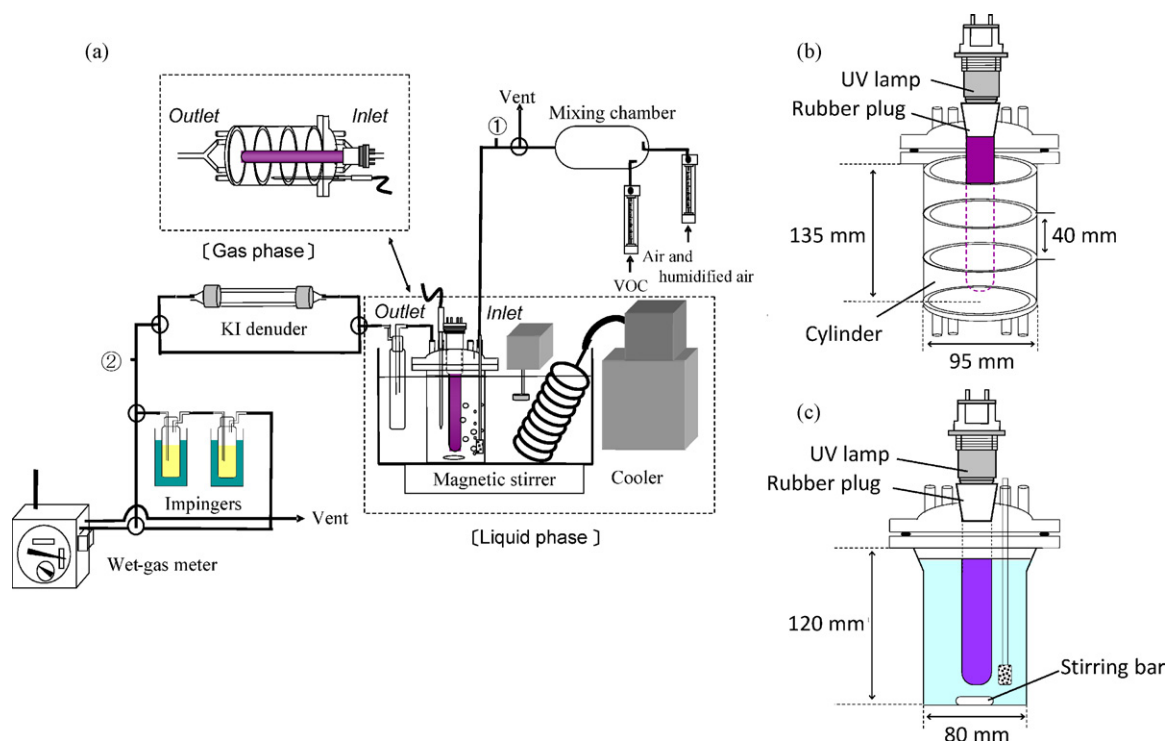 (a)
Outlet
Inlet
〔Gas phase〕
Vent
①
Mixing chamber
Air and
humidified air
VOC
KI denuder
②
Outlet
Inlet
Impingers
Magnetic stirrer
Cooler
〔Liquid phase〕
Vent
Wet-gas meter
(b)
UV lamp
Rubber plug
135 mm
40 mm
Cylinder
95 mm
(c)
UV lamp
Rubber plug
120 mm
Stirring bar
80 mm